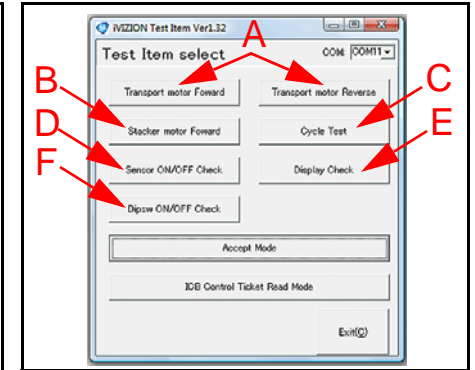 iVIZION Test Item Ver1.32
Test Item select
COM: COM11
A
Transport motor Foward
Transport motor Reverse
B
C
Stacker motor Foward
Cycle Test
D
E
Sensor ON/OFF Check
Display Check
F
Dipsw ON/OFF Check
Accept Mode
ICB Control Ticket Read Mode
Exit(C)